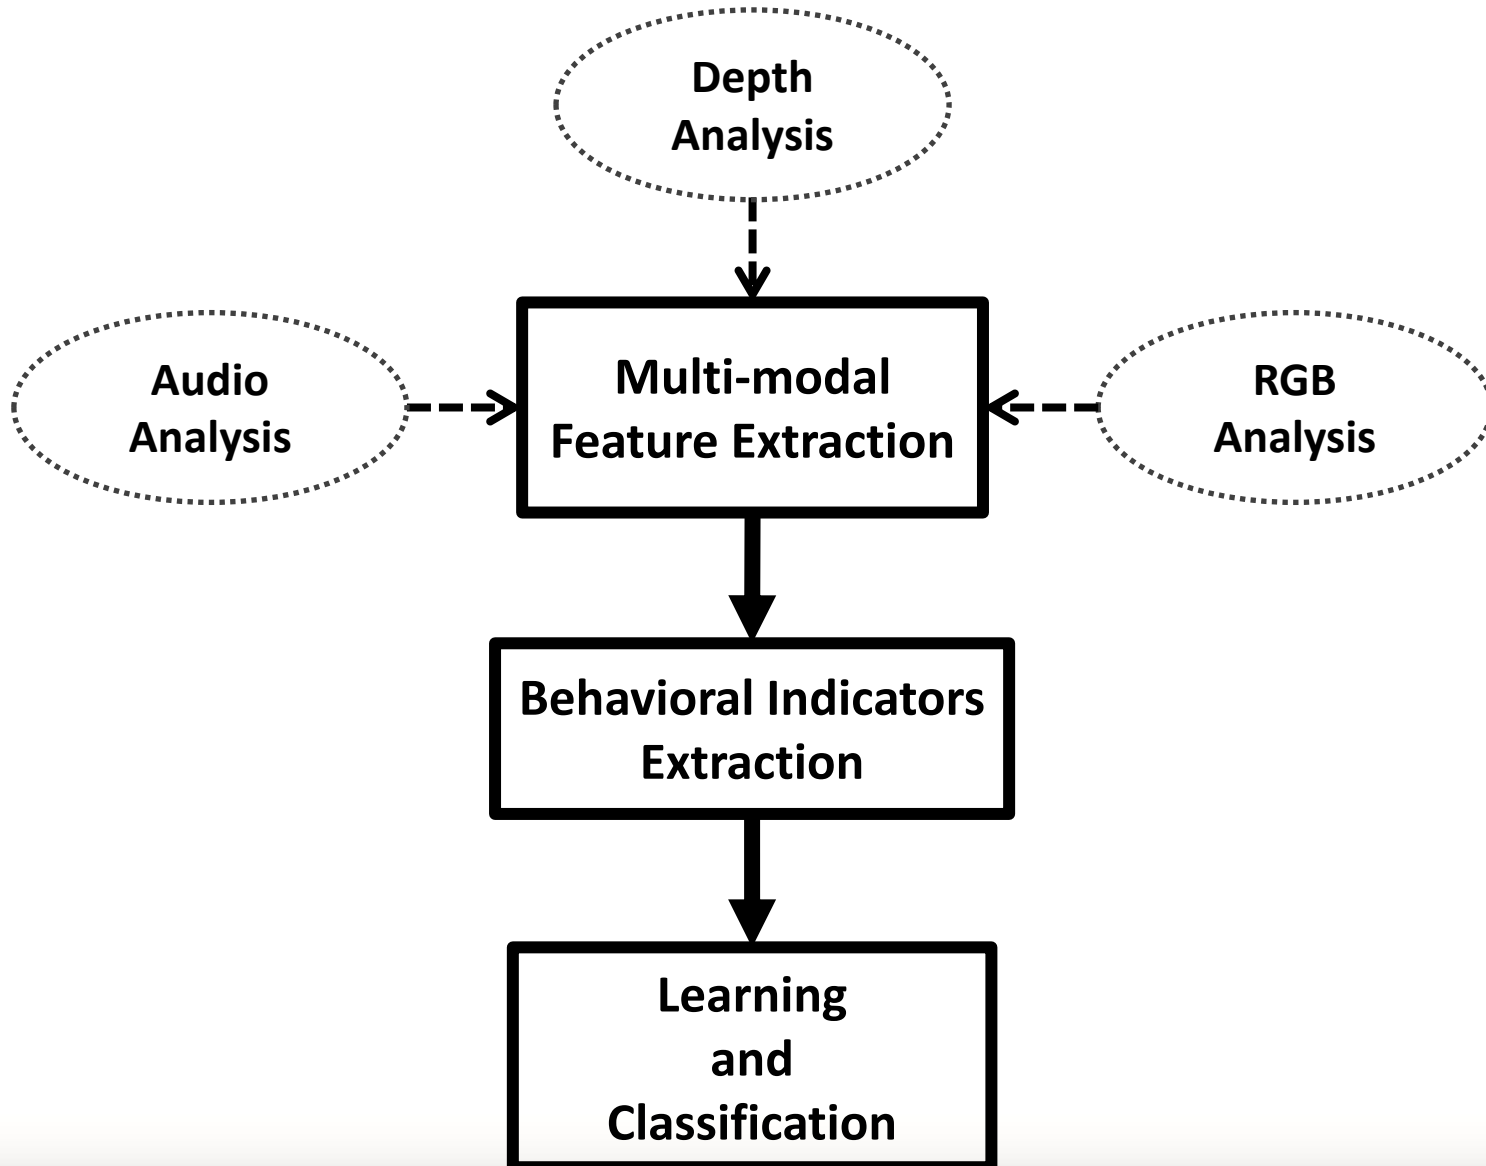 Depth
Analysis
Audio
Analysis
Multi-modal
Feature Extraction
RGB
Analysis
Behavioral Indicators
Extraction
Learning
and
Classification